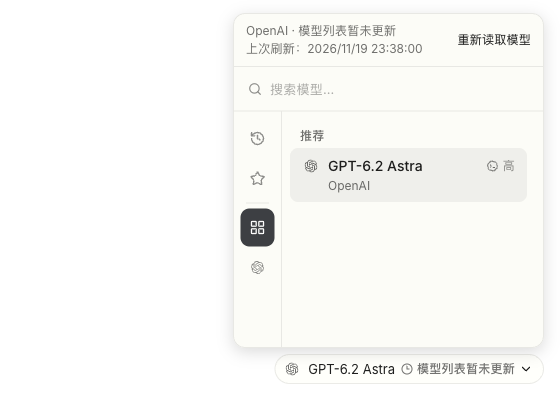 OpenAI · 模型列表暂未更新
上次刷新：2026/11/19 23:38:00
重新读取模型
搜索模型...
推荐
GPT-6.2 Astra
高
OpenAI
GPT-6.2 Astra 模型列表暂未更新